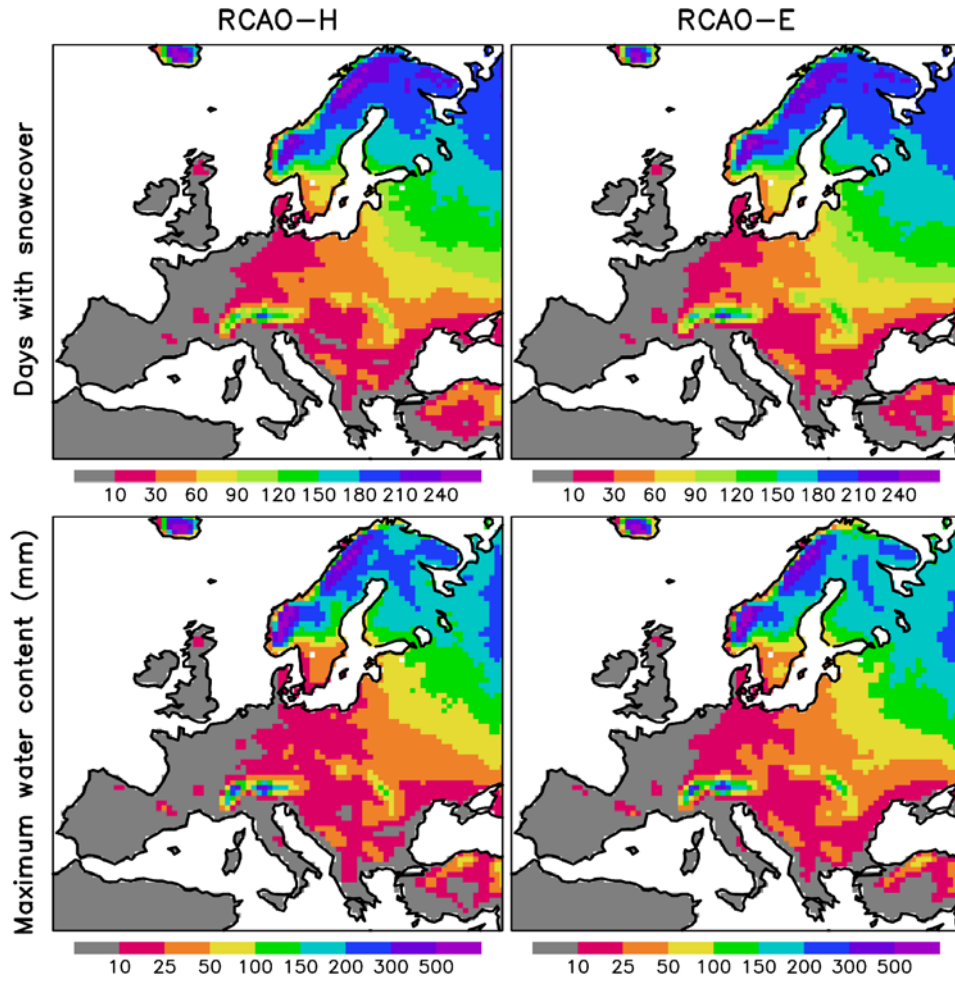 RCAO-H RCAO-E
Days with snowcover
10 30 60 90 120 150 180 210 240 10 30 60 90 120 150 180 210 240
Maximum water content (mm)
10 25 50 100 150 200 300 500 10 25 50 100 150 200 300 500